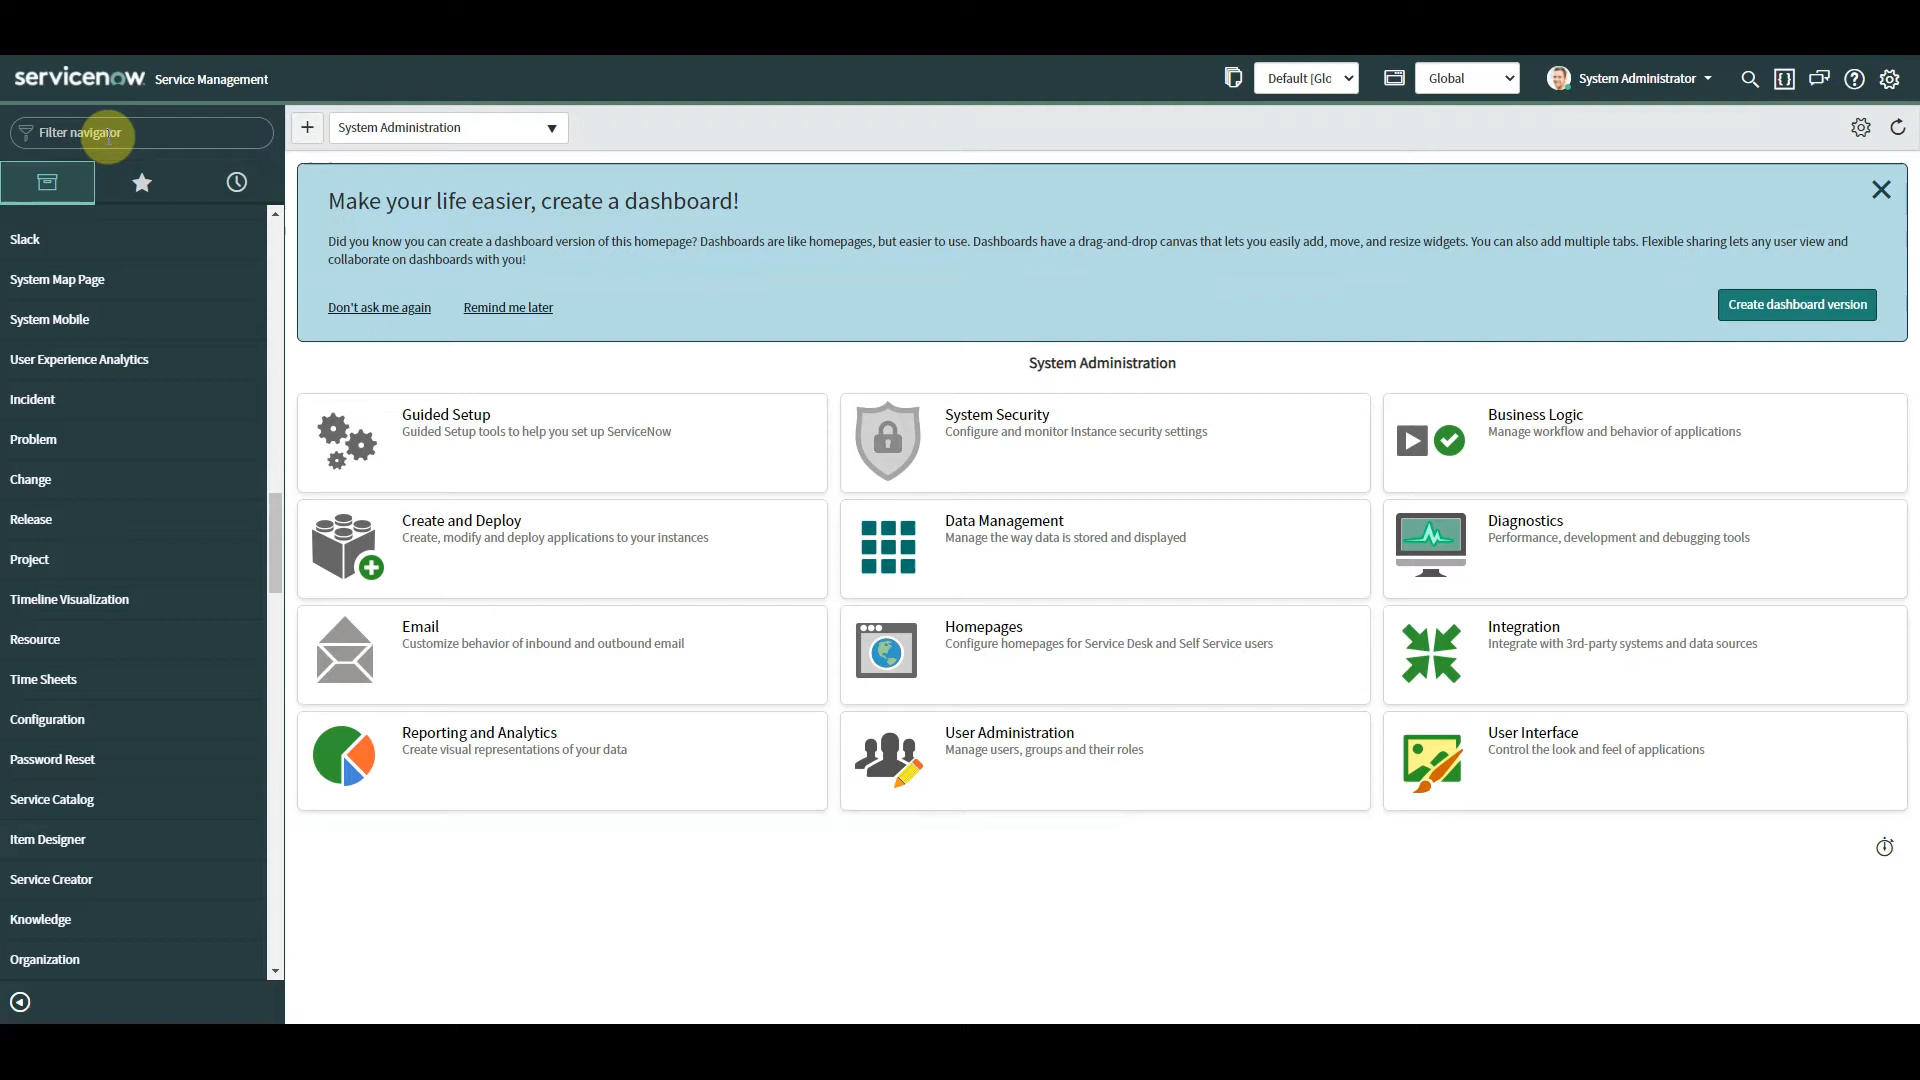 servicenow Service Management
Default [Glc
Global
System Administrator
Filter navigator
System Administration
Make your life easier, create a dashboard!
Did you know you can create a dashboard version of this homepage? Dashboards are like homepages, but easier to use. Dashboards have a drag-and-drop canvas that lets you easily add, move, and resize widgets. You can also add multiple tabs. Flexible sharing lets any user view and
collaborate on dashboards with you!
Don't ask me again
Remind me later
Create dashboard version
Slack
System Map Page
System Mobile
User Experience Analytics
Incident
Problem
Change
Release
Project
Timeline Visualization
Resource
Time Sheets
Configuration
Password Reset
Service Catalog
Item Designer
Service Creator
Knowledge
Organization
System Administration
Guided Setup
Guided Setup tools to help you set up ServiceNow
System Security
Configure and monitor Instance security settings
Business Logic
Manage workflow and behavior of applications
Create and Deploy
Create, modify and deploy applications to your instances
Data Management
Manage the way data is stored and displayed
Diagnostics
Performance, development and debugging tools
Email
Customize behavior of inbound and outbound email
Homepages
Configure homepages for Service Desk and Self Service users
Integration
Integrate with 3rd-party systems and data sources
Reporting and Analytics
Create visual representations of your data
User Administration
Manage users, groups and their roles
User Interface
Control the look and feel of applications